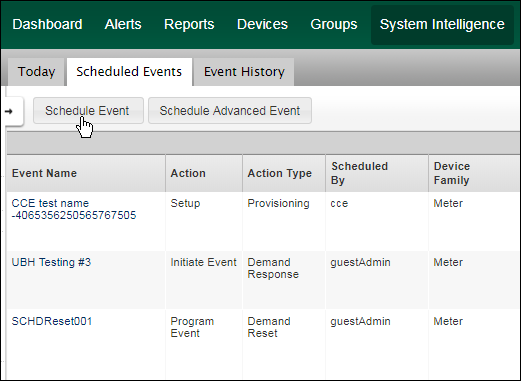 Dashboard Alerts Reports Devices Groups System Intelligence
Today Scheduled Events Event History
Schedule Event Schedule Advanced Event
Event Name Action Action Type Scheduled By Device Family
CCE test name -4065356250565767505 Setup Provisioning cce Meter
UBH Testing #3 Initiate Event Demand Response guestAdmin Meter
SCHDReset001 Program Event Demand Reset guestAdmin Meter